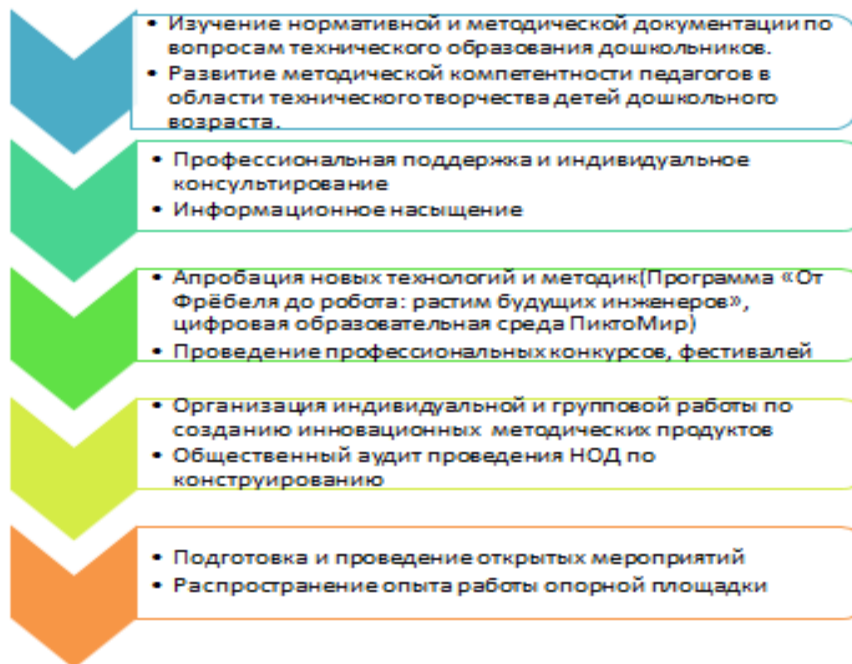 • Изучение нормативной и методической документации по
вопросам технического образования дошкольников.
• Развитие методической компетентности педагогов в
области технического творчества детей дошкольного
возраста.
• Профессиональная поддержка и индивидуальное
консультирование
• Информационное насыщение
• Апробация новых технологий и методик(Программа «От
Фрёбеля до робота: растим будущих инженеров»,
цифровая образовательная среда ПиктоМир)
• Проведение профессиональных конкурсов, фестивалей
• Организация индивидуальной и групповой работы по
созданию инновационных методических продуктов
• Общественный аудит проведения НОД по
конструированию
• Подготовка и проведение открытых мероприятий
• Распространение опыта работы опорной площадки